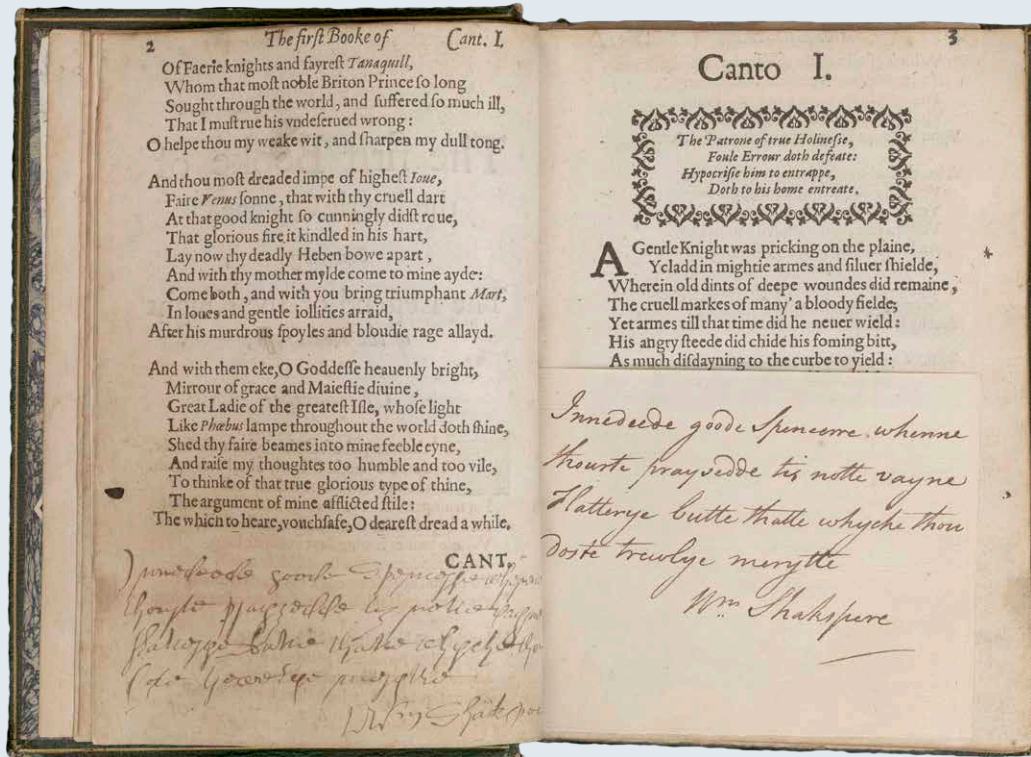 2 The first Booke of Cant. I.
Of Faerie knights and fayrest Tanaquill,
Whom that most noble Briton Prince so long
Sought through the world, and suffered so much ill,
That I must rue his vndeserued wrong:
O helpe thou my weake wit, and sharpen my dull tong.
And thou most dreaded impe of highest Ioue,
Faire Venus sonne, that with thy cruell dart
At that good knight so cunningly didst roue,
That glorious fire it kindled in his hart,
Lay now thy deadly Heben bowe apart,
And with thy mother mylde come to mine ayde:
Come both, and with you bring triumphant Mart,
In loues and gentle iollities arraid,
After his murdrous spoyles and bloudie rage allayd.
And with them eke, O Goddesse heauenly bright,
Mirrour of grace and Maiestie diuine,
Great Ladie of the greatest Isle, whose light
Like Phœbus lampe throughout the world doth shine,
Shed thy faire beames into mine feeble eyne,
And raise my thoughtes too humble and too vile,
To thinke of that true glorious type of thine,
The argument of mine afflicted stile:
The which to heare, vouchsafe, O dearest dread a while.
CANT.
Innedeede goode Spencerre
3
Canto I.
The Patrone of true Holinesse,
Foule Errour doth defeate:
Hypocrisie him to entrappe,
Doth to his home entreate.
A Gentle Knight was pricking on the plaine,
Ycladd in mightie armes and siluer shielde,
Wherein old dints of deepe woundes did remaine,
The cruell markes of many' a bloody fielde;
Yet armes till that time did he neuer wield:
His angry steede did chide his foming bitt,
As much disdayning to the curbe to yield:
Innedeede goode Spencerre whenne
thourte praysedde tis notte vayne
Flatterye butte thatte whyche thou
doste trewlye merytte
Wm Shakspere